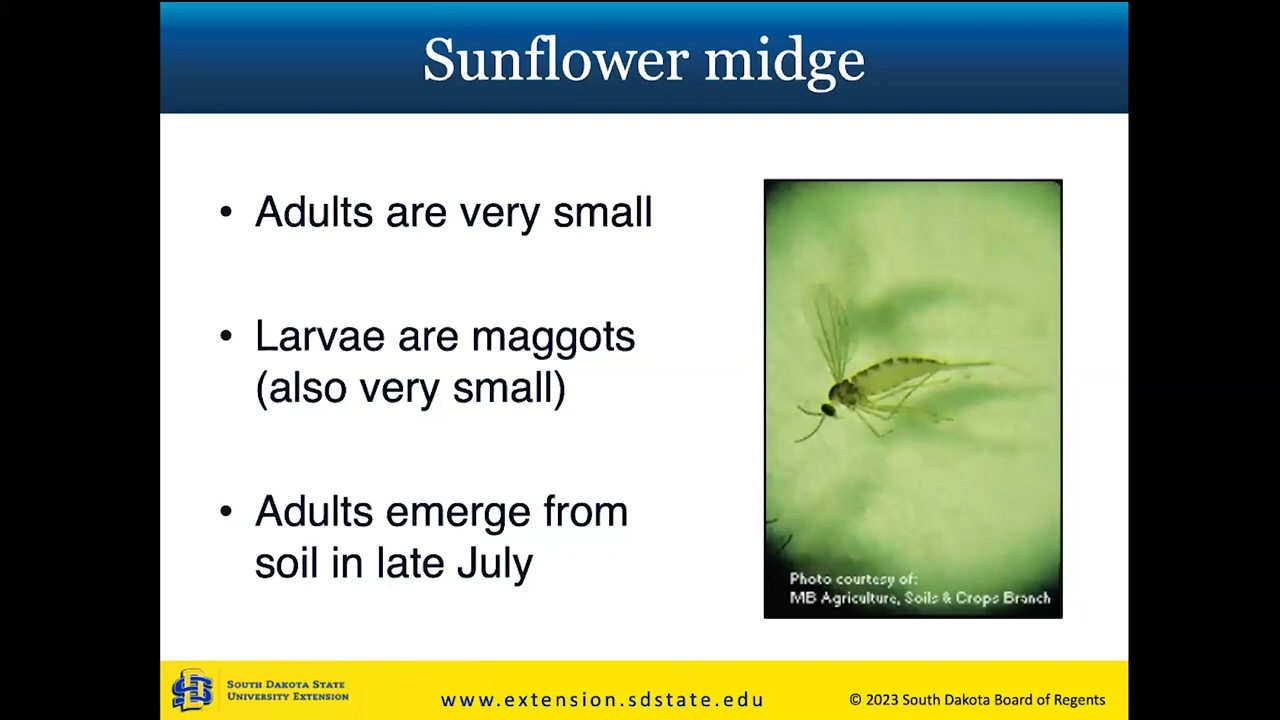 Sunflower midge
• Adults are very small
• Larvae are maggots
(also very small)
• Adults emerge from
soil in late July
Photo courtesy of:
MB Agriculture, Soils & Crops Branch
SOUTH DAKOTA STATE
UNIVERSITY EXTENSION
www.extension.sdstate.edu
© 2023 South Dakota Board of Regents